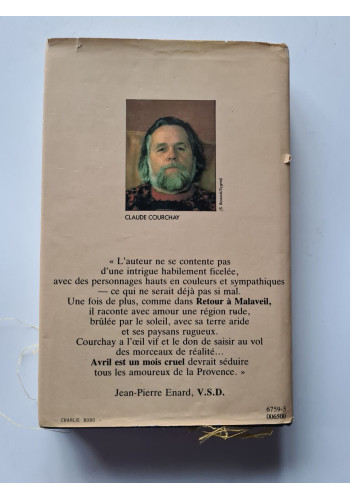 CLAUDE COURCHAY
« L'auteur ne se contente pas
d'une intrigue habilement ficelée,
avec des personnages hauts en couleurs et sympathiques
— ce qui ne serait déjà pas si mal.
Une fois de plus, comme dans Retour à Malaveil,
il raconte avec amour une région rude,
brûlée par le soleil, avec sa terre aride
et ses paysans rugueux.
Courchay a l'œil vif et le don de saisir au vol
des morceaux de réalité…
Avril est un mois cruel devrait séduire
tous les amoureux de la Provence. »
Jean-Pierre Enard, V.S.D.
6759-5
006500